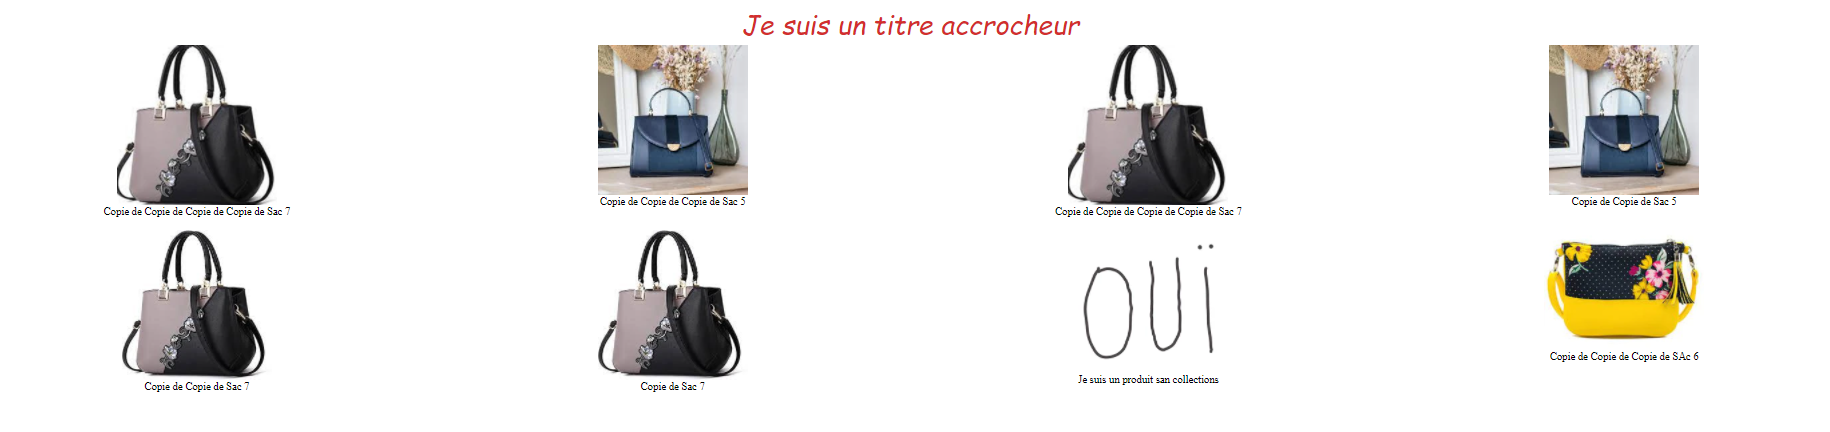 Je suis un titre accrocheur
Copie de Copie de Copie de Copie de Sac 7
Copie de Copie de Copie de Sac 5
Copie de Copie de Copie de Copie de Sac 7
Copie de Copie de Sac 5
OUÏ
Copie de Copie de Sac 7
Copie de Sac 7
Je suis un produit san collections
Copie de Copie de Copie de SAc 6